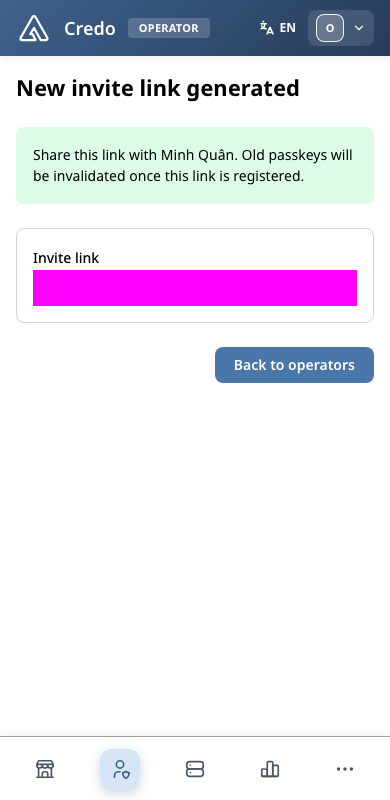 Credo
OPERATOR
EN
O
New invite link generated
Share this link with Minh Quân. Old passkeys will
be invalidated once this link is registered.
Invite link
Back to operators